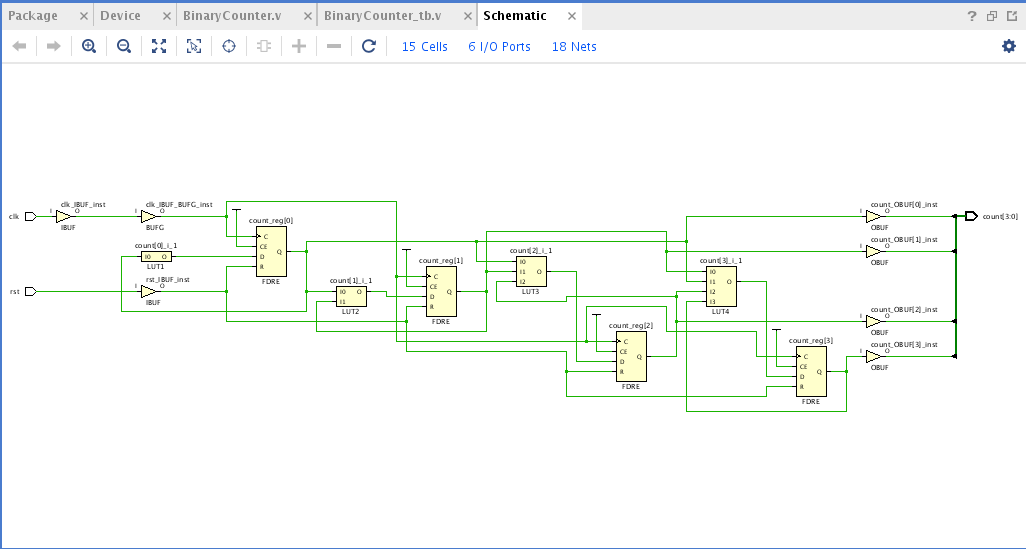 Package × Device × BinaryCounter.v × BinaryCounter_tb.v × Schematic ×
15 Cells 6 I/O Ports 18 Nets
clk
I
O
clk_IBUF_inst
IBUF
I
O
clk_IBUF_BUFG_inst
BUFG
count[0]_i_1
I0 O
LUT1
rst
I
O
rst_IBUF_inst
IBUF
count_reg[0]
C
CE
D
R
Q
FDRE
count[1]_i_1
I0
I1
O
LUT2
count_reg[1]
C
CE
D
R
Q
FDRE
count[2]_i_1
I0
I1
I2
O
LUT3
count_reg[2]
C
CE
D
R
Q
FDRE
count[3]_i_1
I0
I1
I2
I3
O
LUT4
count_reg[3]
C
CE
D
R
Q
FDRE
count_OBUF[0]_inst
I
O
OBUF
count_OBUF[1]_inst
I
O
OBUF
count_OBUF[2]_inst
I
O
OBUF
count_OBUF[3]_inst
I
O
OBUF
count[3:0]